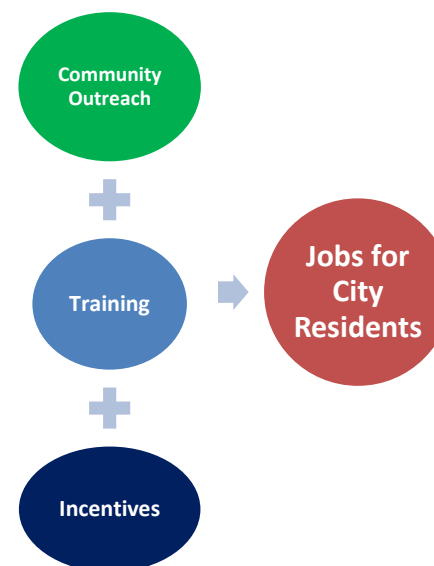 Community
Outreach
Training
Jobs for
City
Residents
Incentives